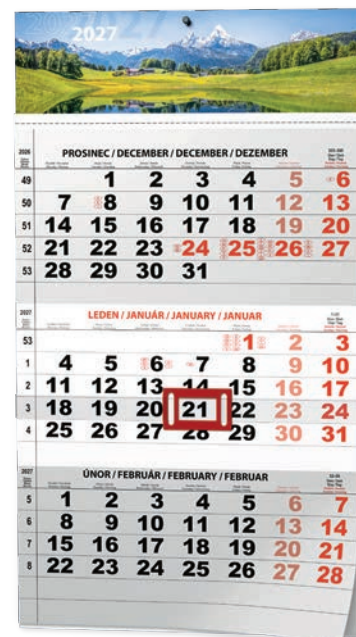 2027
2026 PROSINEC / DECEMBER / DECEMBER / DEZEMBER
49 1 2 3 4 5 6
50 7 8 9 10 11 12 13
51 14 15 16 17 18 19 20
52 21 22 23 24 25 26 27
53 28 29 30 31
2027 LEDEN / JANUÁR / JANUARY / JANUAR
53 1 2 3
1 4 5 6 7 8 9 10
2 11 12 13 14 15 16 17
3 18 19 20 21 22 23 24
4 25 26 27 28 29 30 31
2027 ÚNOR / FEBRUÁR / FEBRUARY / FEBRUAR
5 1 2 3 4 5 6 7
6 8 9 10 11 12 13 14
7 15 16 17 18 19 20 21
8 22 23 24 25 26 27 28